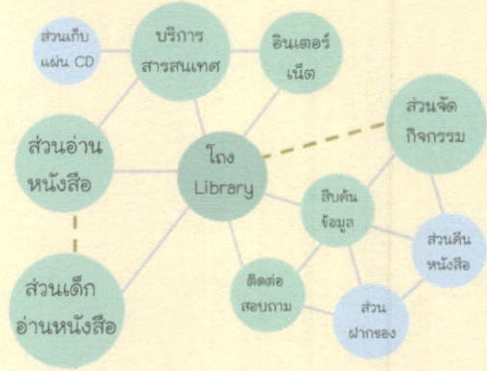 ส่วนเก็บ
แผ่น CD
บริการ
สารสนเทศ
อินเตอร์
เน็ต
ส่วนจัด
กิจกรรม
ส่วนอ่าน
หนังสือ
โถง
Library
สืบค้น
ข้อมูล
ส่วนคืน
หนังสือ
ส่วนเด็ก
อ่านหนังสือ
ติดต่อ
สอบถาม
ส่วน
ฝากของ